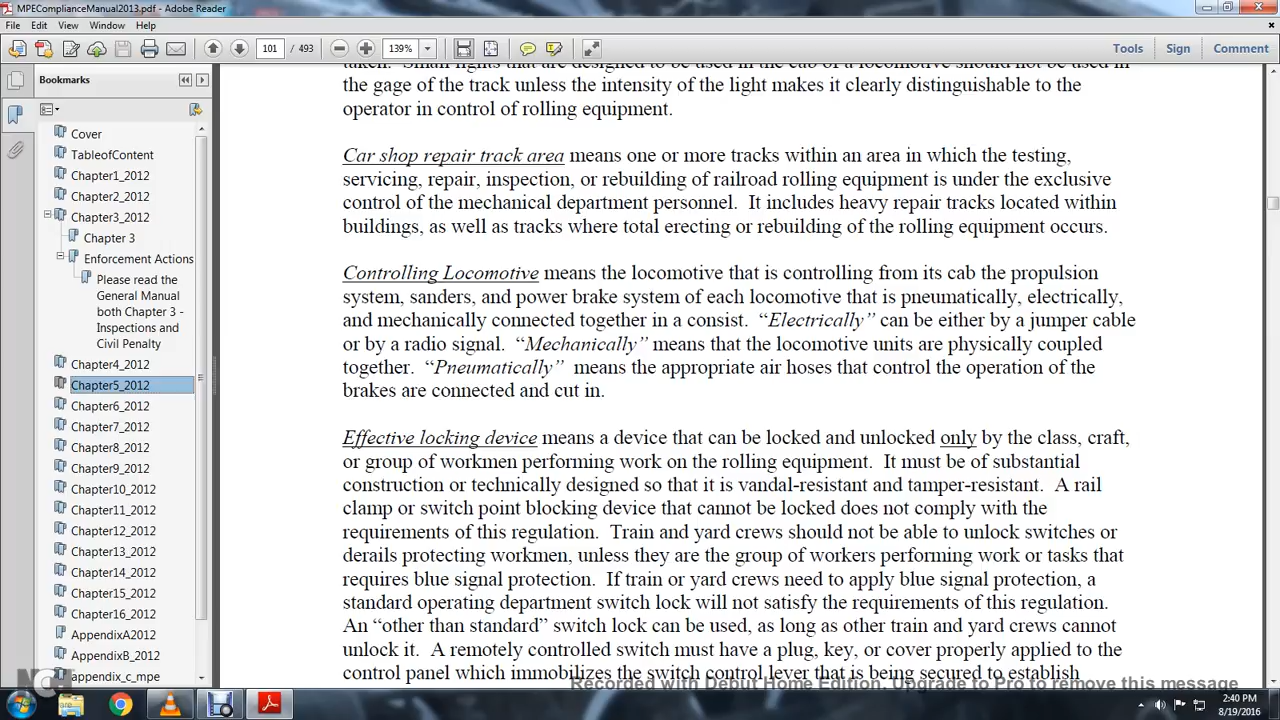 MPEComplianceManual2013.pdf - Adobe Reader
File Edit View Window Help
101 / 493 139% Tools Sign Comment
Bookmarks
Cover
TableofContent
Chapter1_2012
Chapter2_2012
Chapter3_2012
Chapter 3
Enforcement Actions
Please read the
General Manual
both Chapter 3 -
Inspections and
Civil Penalty
Chapter4_2012
Chapter5_2012
Chapter6_2012
Chapter7_2012
Chapter8_2012
Chapter9_2012
Chapter10_2012
Chapter11_2012
Chapter12_2012
Chapter13_2012
Chapter14_2012
Chapter15_2012
Chapter16_2012
AppendixA2012
AppendixB_2012
appendix_c_mpe
taken. Small lights that are designed to be used in the cab of a locomotive should not be used in
the gage of the track unless the intensity of the light makes it clearly distinguishable to the
operator in control of rolling equipment.
Car shop repair track area means one or more tracks within an area in which the testing,
servicing, repair, inspection, or rebuilding of railroad rolling equipment is under the exclusive
control of the mechanical department personnel. It includes heavy repair tracks located within
buildings, as well as tracks where total erecting or rebuilding of the rolling equipment occurs.
Controlling Locomotive means the locomotive that is controlling from its cab the propulsion
system, sanders, and power brake system of each locomotive that is pneumatically, electrically,
and mechanically connected together in a consist. “Electrically” can be either by a jumper cable
or by a radio signal. “Mechanically” means that the locomotive units are physically coupled
together. “Pneumatically” means the appropriate air hoses that control the operation of the
brakes are connected and cut in.
Effective locking device means a device that can be locked and unlocked only by the class, craft,
or group of workmen performing work on the rolling equipment. It must be of substantial
construction or technically designed so that it is vandal-resistant and tamper-resistant. A rail
clamp or switch point blocking device that cannot be locked does not comply with the
requirements of this regulation. Train and yard crews should not be able to unlock switches or
derails protecting workmen, unless they are the group of workers performing work or tasks that
requires blue signal protection. If train or yard crews need to apply blue signal protection, a
standard operating department switch lock will not satisfy the requirements of this regulation.
An “other than standard” switch lock can be used, as long as other train and yard crews cannot
unlock it. A remotely controlled switch must have a plug, key, or cover properly applied to the
control panel which immobilizes the switch control lever that is being secured to establish
NCH
Recorded with Debut Home Edition. Upgrade to Pro to remove this message
2:40 PM
8/19/2016